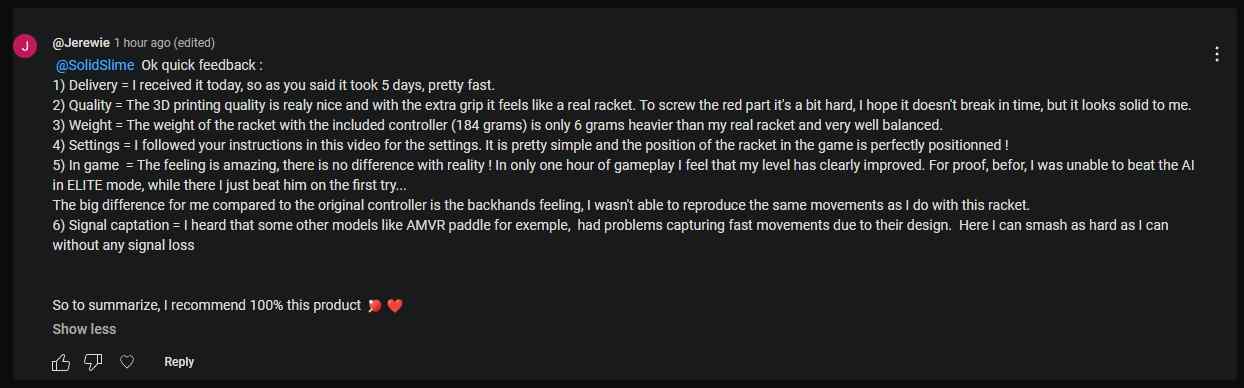 J
@Jerewie 1 hour ago (edited)
@SolidSlime Ok quick feedback :
1) Delivery = I received it today, so as you said it took 5 days, pretty fast.
2) Quality = The 3D printing quality is realy nice and with the extra grip it feels like a real racket. To screw the red part it's a bit hard, I hope it doesn't break in time, but it looks solid to me.
3) Weight = The weight of the racket with the included controller (184 grams) is only 6 grams heavier than my real racket and very well balanced.
4) Settings = I followed your instructions in this video for the settings. It is pretty simple and the position of the racket in the game is perfectly positionned !
5) In game = The feeling is amazing, there is no difference with reality ! In only one hour of gameplay I feel that my level has clearly improved. For proof, befor, I was unable to beat the AI
in ELITE mode, while there I just beat him on the first try...
The big difference for me compared to the original controller is the backhands feeling, I wasn't able to reproduce the same movements as I do with this racket.
6) Signal captation = I heard that some other models like AMVR paddle for exemple, had problems capturing fast movements due to their design. Here I can smash as hard as I can
without any signal loss
So to summarize, I recommend 100% this product 🏓 ❤️
Show less
Reply